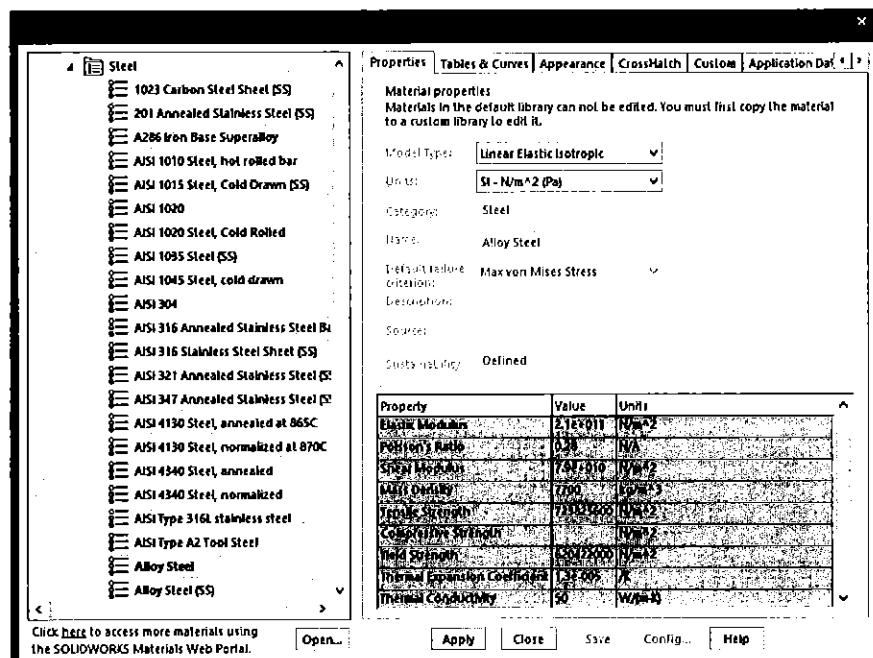 Steel
1023 Carbon Steel Sheet (SS)
201 Annealed Stainless Steel (SS)
A286 Iron Base Superalloy
AISI 1010 Steel, hot rolled bar
AISI 1015 Steel, Cold Drawn (SS)
AISI 1020
AISI 1020 Steel, Cold Rolled
AISI 1035 Steel (SS)
AISI 1045 Steel, cold drawn
AISI 304
AISI 316 Annealed Stainless Steel Ba
AISI 316 Stainless Steel Sheet (SS)
AISI 321 Annealed Stainless Steel (S
AISI 347 Annealed Stainless Steel (S
AISI 4130 Steel, annealed at 865C
AISI 4130 Steel, normalized at 870C
AISI 4340 Steel, annealed
AISI 4340 Steel, normalized
AISI Type 316L stainless steel
AISI Type A2 Tool Steel
Alloy Steel
Alloy Steel (SS)
Click here to access more materials using
the SOLIDWORKS Materials Web Portal.
Open...
Properties Tables & Curves Appearance CrossHatch Custom Application Dat
Material properties
Materials in the default library can not be edited. You must first copy the material
to a custom library to edit it.
Model Type: Linear Elastic Isotropic
Units: SI - N/m^2 (Pa)
Category: Steel
Name: Alloy Steel
Default failure
criterion: Max von Mises Stress
Description:
Source:
Sustainability: Defined
Property Value Units
Elastic Modulus 2.1e+011 N/m^2
Poisson's Ratio 0.28 N/A
Shear Modulus 7.9e+010 N/m^2
Mass Density 7700 kg/m^3
Tensile Strength 723825600 N/m^2
Compressive Strength N/m^2
Yield Strength 620422000 N/m^2
Thermal Expansion Coefficient 1.3e-005 /K
Thermal Conductivity 50 W/(m·K)
Apply Close Save Config... Help